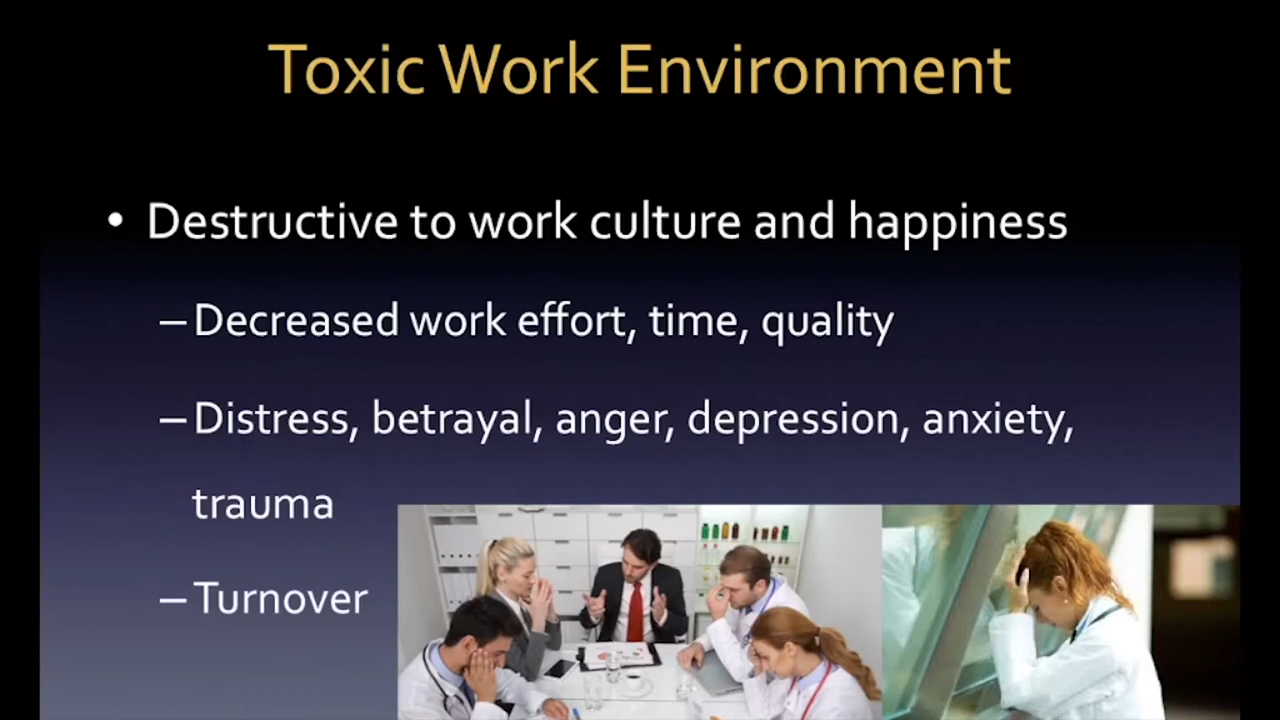 Toxic Work Environment
• Destructive to work culture and happiness
– Decreased work effort, time, quality
– Distress, betrayal, anger, depression, anxiety,
trauma
– Turnover